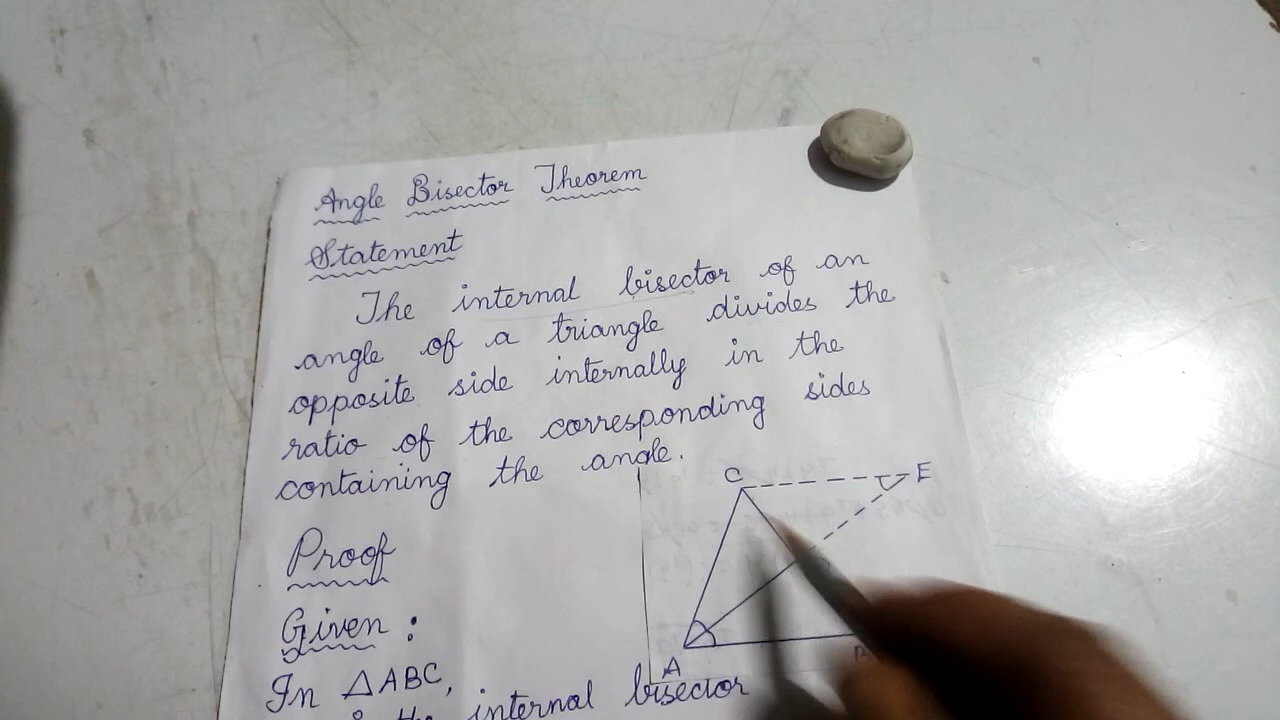 Angle Bisector Theorem
Statement
The internal bisector of an
angle of a triangle divides the
opposite side internally in the
ratio of the corresponding sides
containing the angle.
C E
Proof
Given :
A B
In △ABC,
the internal bisector